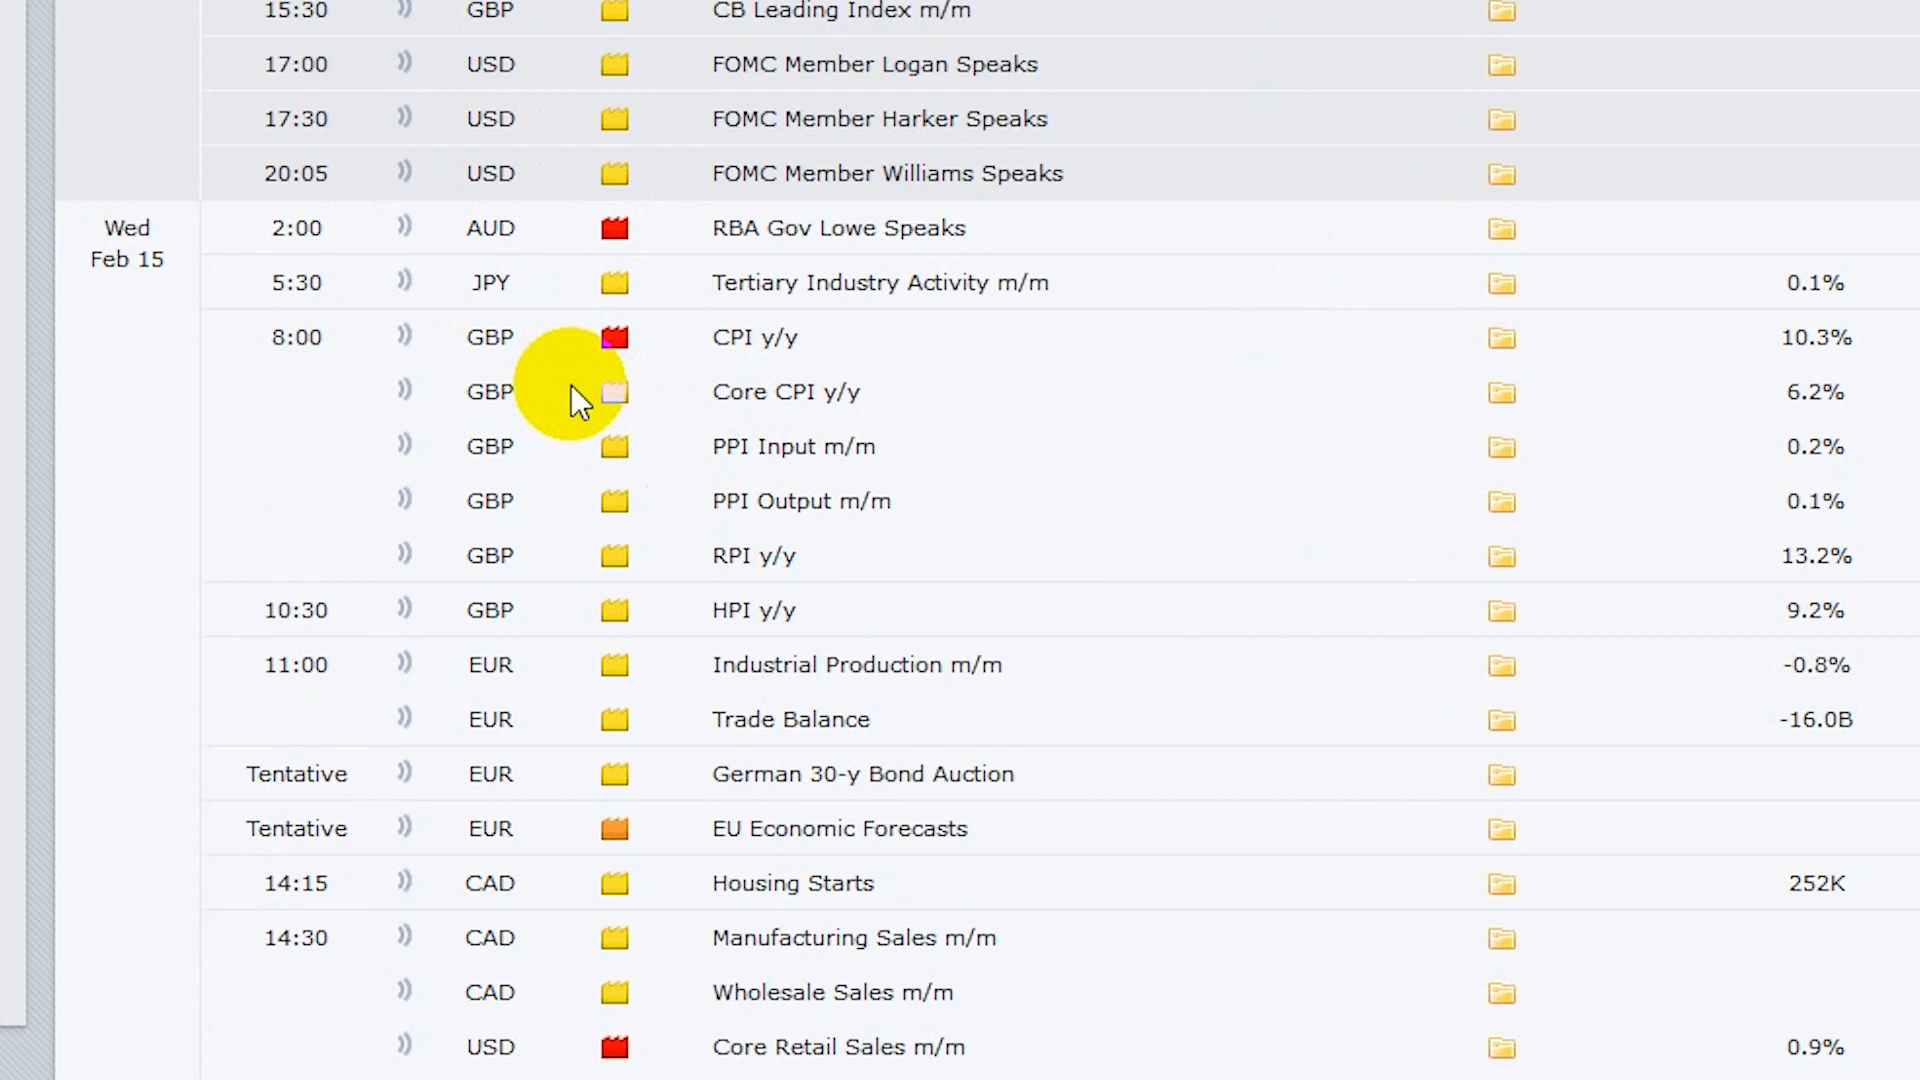 15:30 GBP CB Leading Index m/m
17:00 USD FOMC Member Logan Speaks
17:30 USD FOMC Member Harker Speaks
20:05 USD FOMC Member Williams Speaks
Wed
Feb 15
2:00 AUD RBA Gov Lowe Speaks
5:30 JPY Tertiary Industry Activity m/m 0.1%
8:00 GBP CPI y/y 10.3%
GBP Core CPI y/y 6.2%
GBP PPI Input m/m 0.2%
GBP PPI Output m/m 0.1%
GBP RPI y/y 13.2%
10:30 GBP HPI y/y 9.2%
11:00 EUR Industrial Production m/m -0.8%
EUR Trade Balance -16.0B
Tentative EUR German 30-y Bond Auction
Tentative EUR EU Economic Forecasts
14:15 CAD Housing Starts 252K
14:30 CAD Manufacturing Sales m/m
CAD Wholesale Sales m/m
USD Core Retail Sales m/m 0.9%